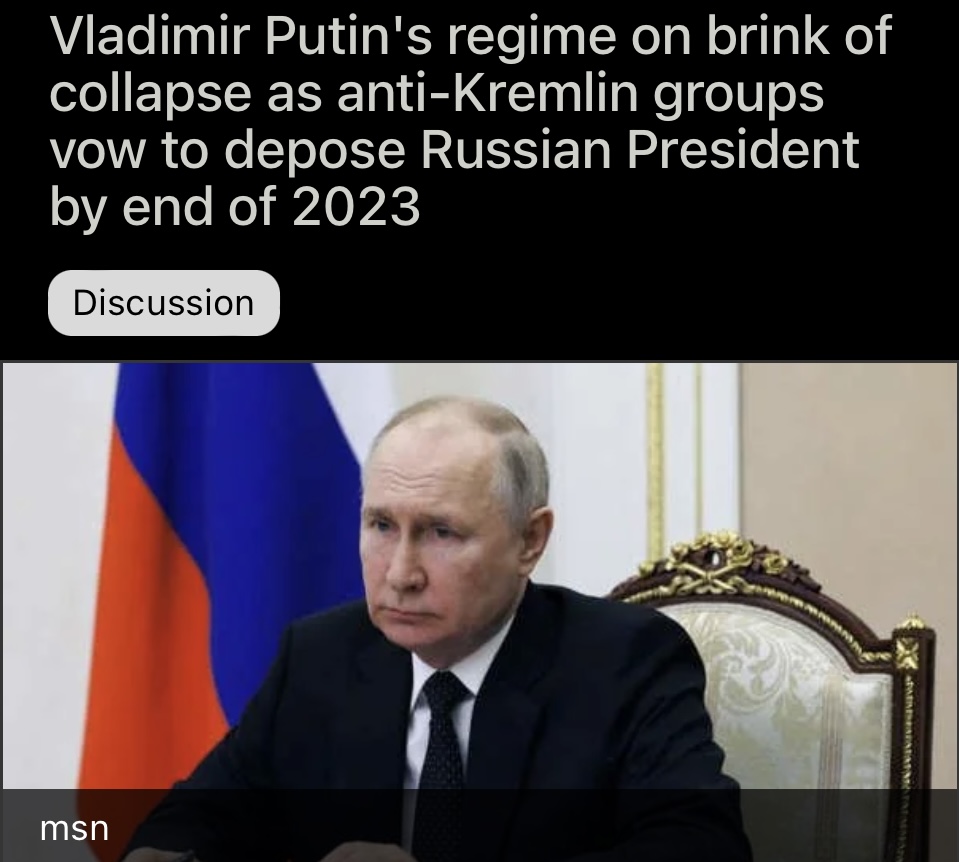 Vladimir Putin's regime on brink of
collapse as anti-Kremlin groups
vow to depose Russian President
by end of 2023
Discussion
msn